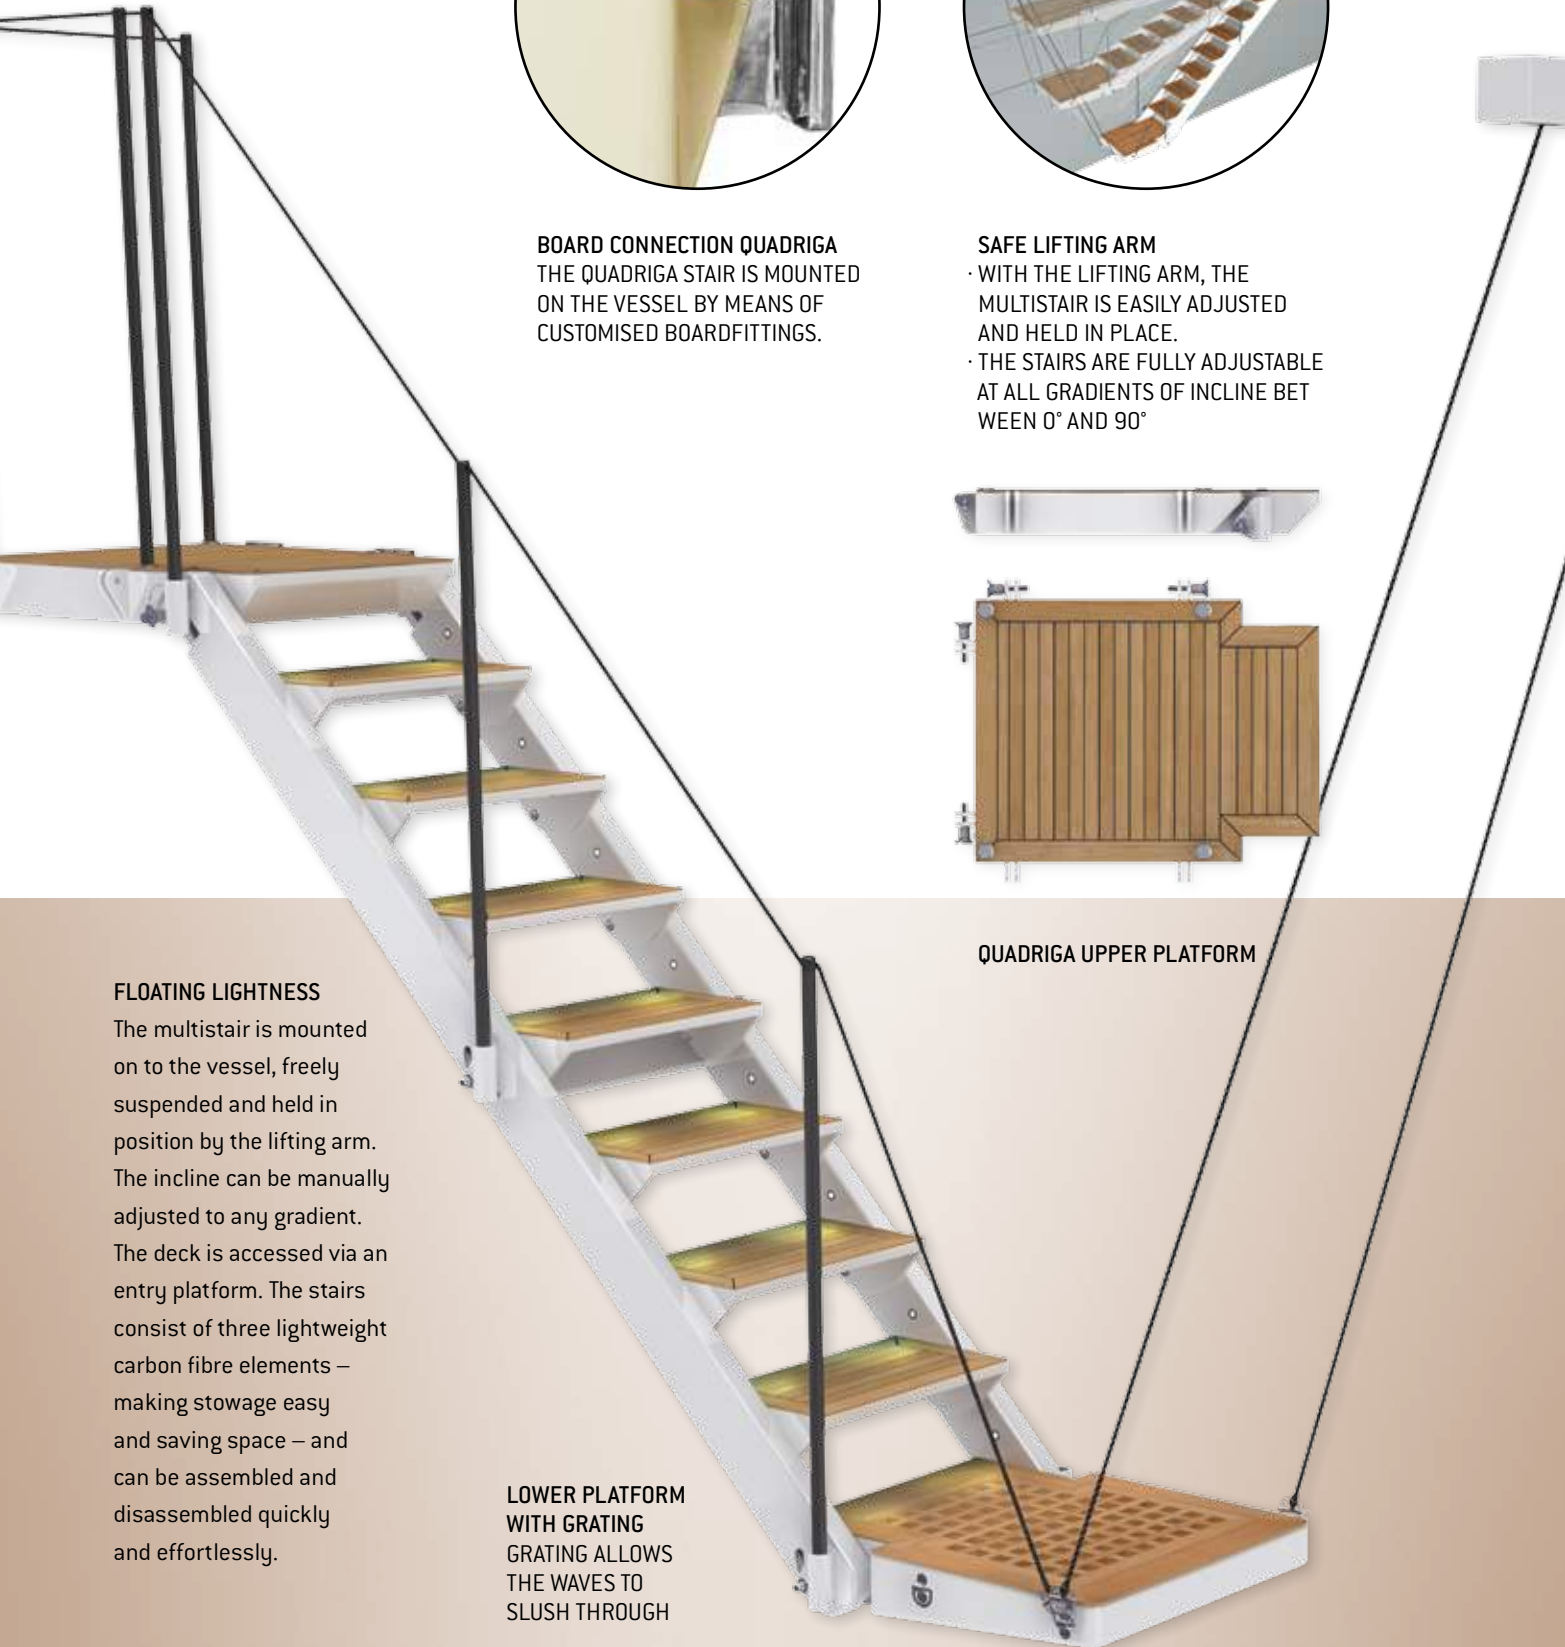 BOARD CONNECTION QUADRIGA
THE QUADRIGA STAIR IS MOUNTED
ON THE VESSEL BY MEANS OF
CUSTOMISED BOARDFITTINGS.
SAFE LIFTING ARM
· WITH THE LIFTING ARM, THE
MULTISTAIR IS EASILY ADJUSTED
AND HELD IN PLACE.
· THE STAIRS ARE FULLY ADJUSTABLE
AT ALL GRADIENTS OF INCLINE BET
WEEN 0° AND 90°
QUADRIGA UPPER PLATFORM
FLOATING LIGHTNESS
The multistair is mounted
on to the vessel, freely
suspended and held in
position by the lifting arm.
The incline can be manually
adjusted to any gradient.
The deck is accessed via an
entry platform. The stairs
consist of three lightweight
carbon fibre elements –
making stowage easy
and saving space – and
can be assembled and
disassembled quickly
and effortlessly.
LOWER PLATFORM
WITH GRATING
GRATING ALLOWS
THE WAVES TO
SLUSH THROUGH